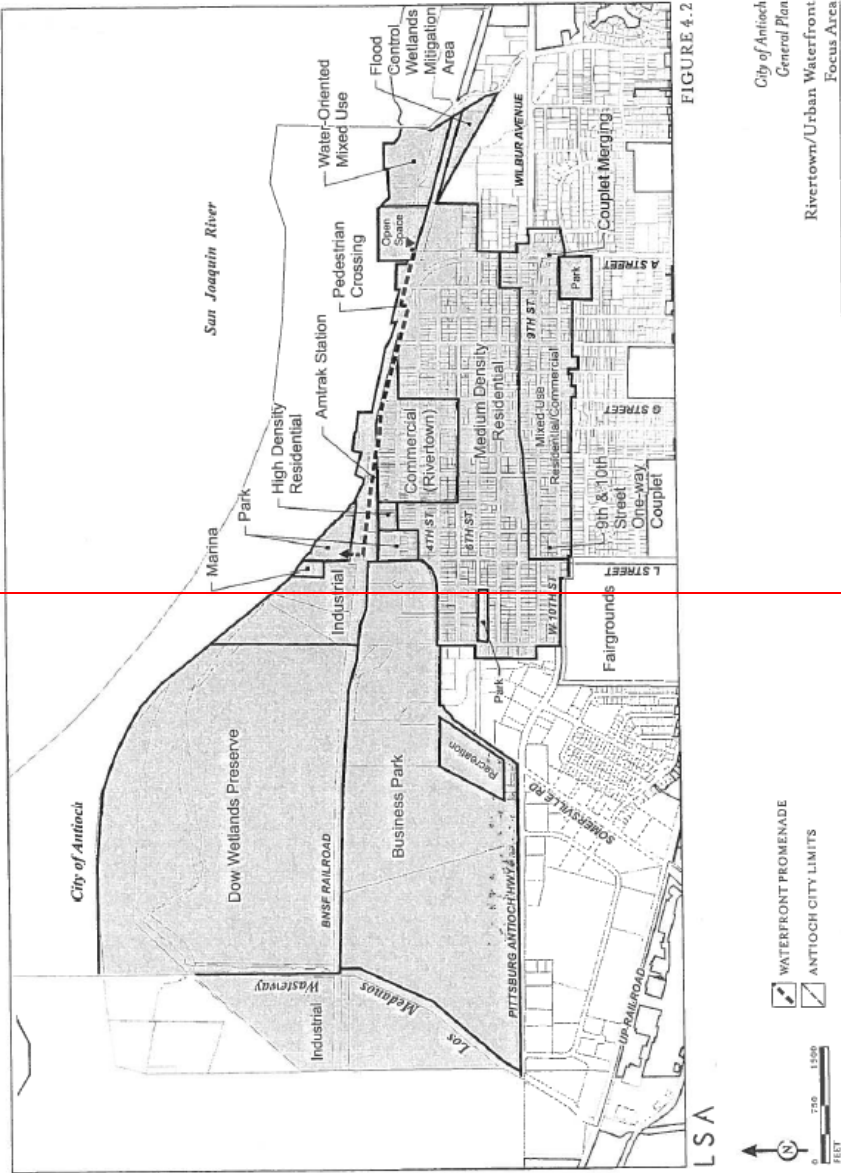 City of Antioch
San Joaquin River
Water-Oriented
Mixed Use
Flood
Control
Wetlands
Mitigation
Area
Pedestrian
Crossing
Amtrak Station
High Density
Residential
Park
Marina
Open
Space
Industrial
Dow Wetlands Preserve
BNSF RAILROAD
Wasteway
Medanos
Los
Industrial
Business Park
Recreation
PITTSBURG ANTIOCH HWY
Commercial
(Rivertown)
4TH ST
6TH ST
Medium Density
Residential
WILBUR AVENUE
9TH ST
Mixed-Use
Residential/Commercial
Couplet Merging
Park
A STREET
G STREET
9th & 10th
Street
One-way
Couplet
L STREET
W 10TH ST
Park
Fairgrounds
SOMERSVILLE RD
UP RAILROAD
LSA
FIGURE 4.2
N
0 750 1500
FEET
WATERFRONT PROMENADE
ANTIOCH CITY LIMITS
City of Antioch
General Plan
Rivertown/Urban Waterfront
Focus Area